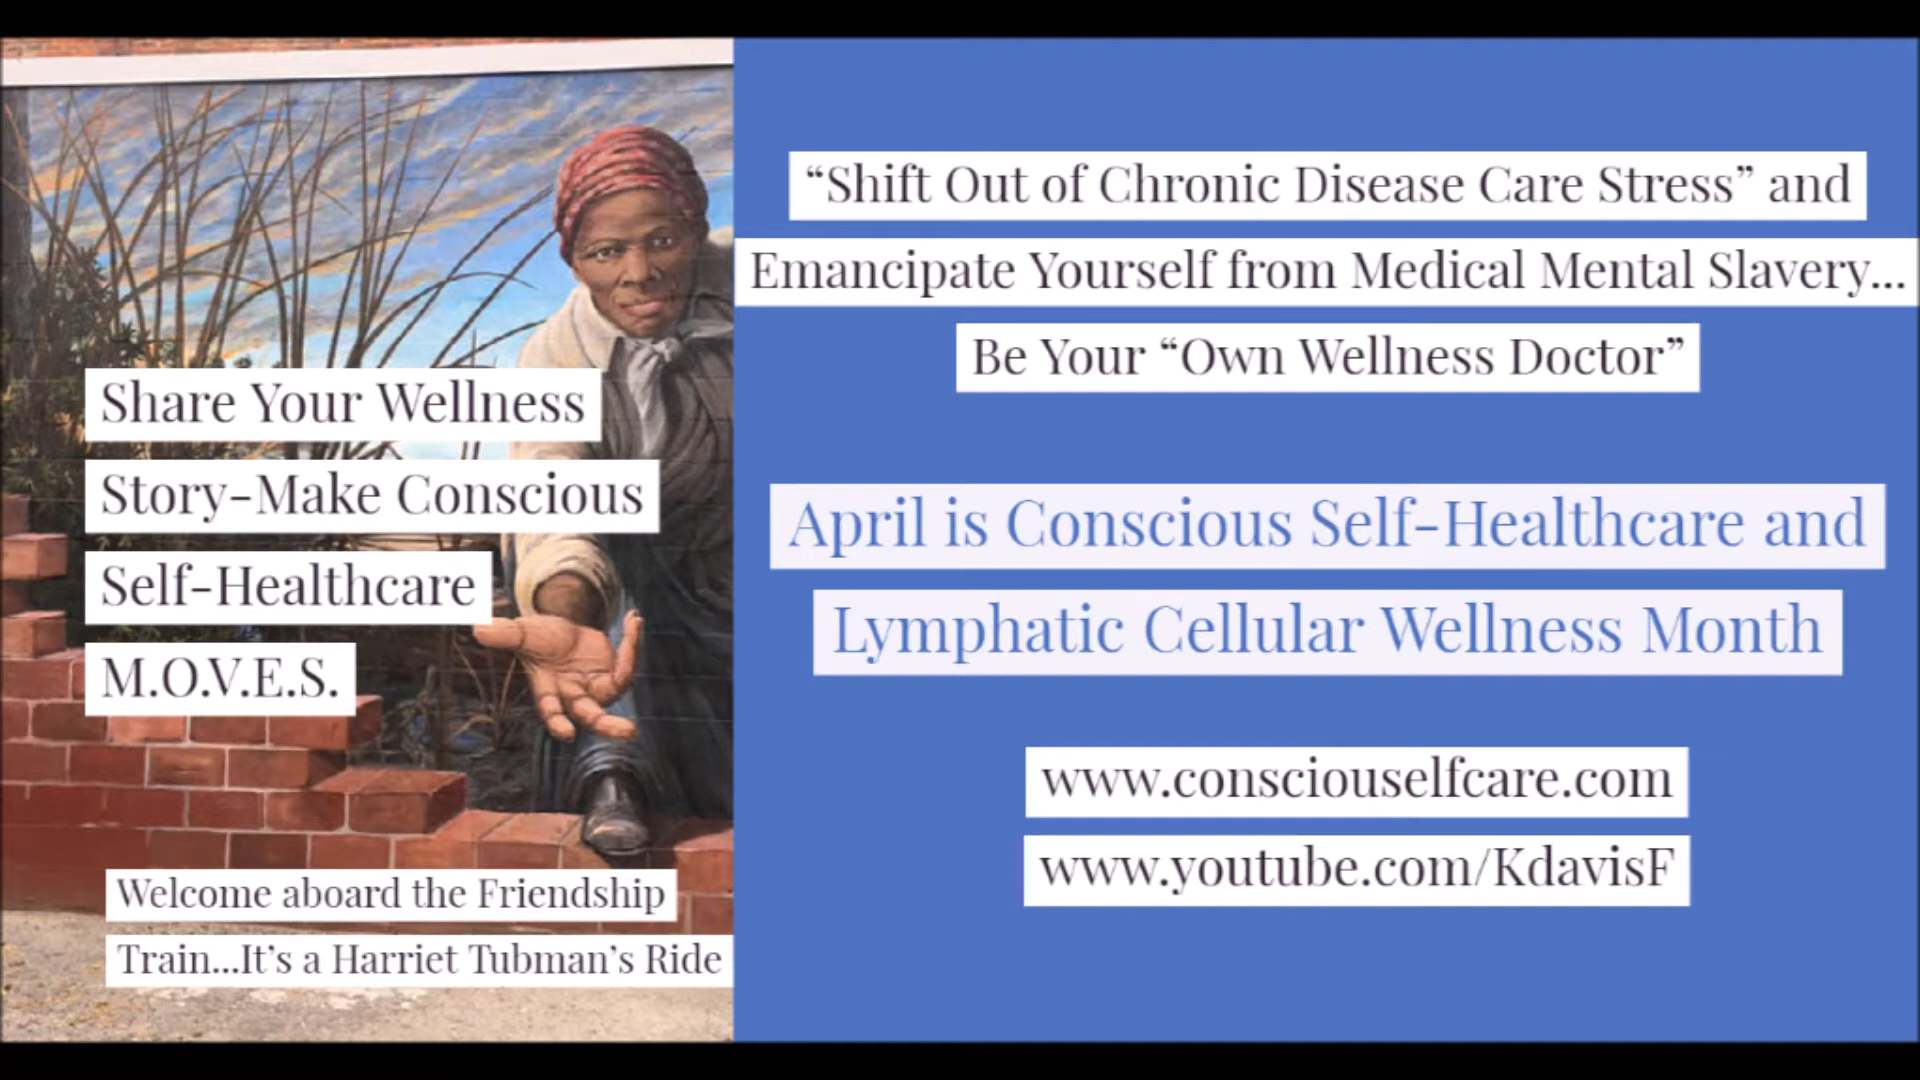 Share Your Wellness
Story-Make Conscious
Self-Healthcare
M.O.V.E.S.
Welcome aboard the Friendship
Train...It's a Harriet Tubman's Ride
“Shift Out of Chronic Disease Care Stress” and
Emancipate Yourself from Medical Mental Slavery...
Be Your “Own Wellness Doctor”
April is Conscious Self-Healthcare and
Lymphatic Cellular Wellness Month
www.consciouselfcare.com
www.youtube.com/KdavisF